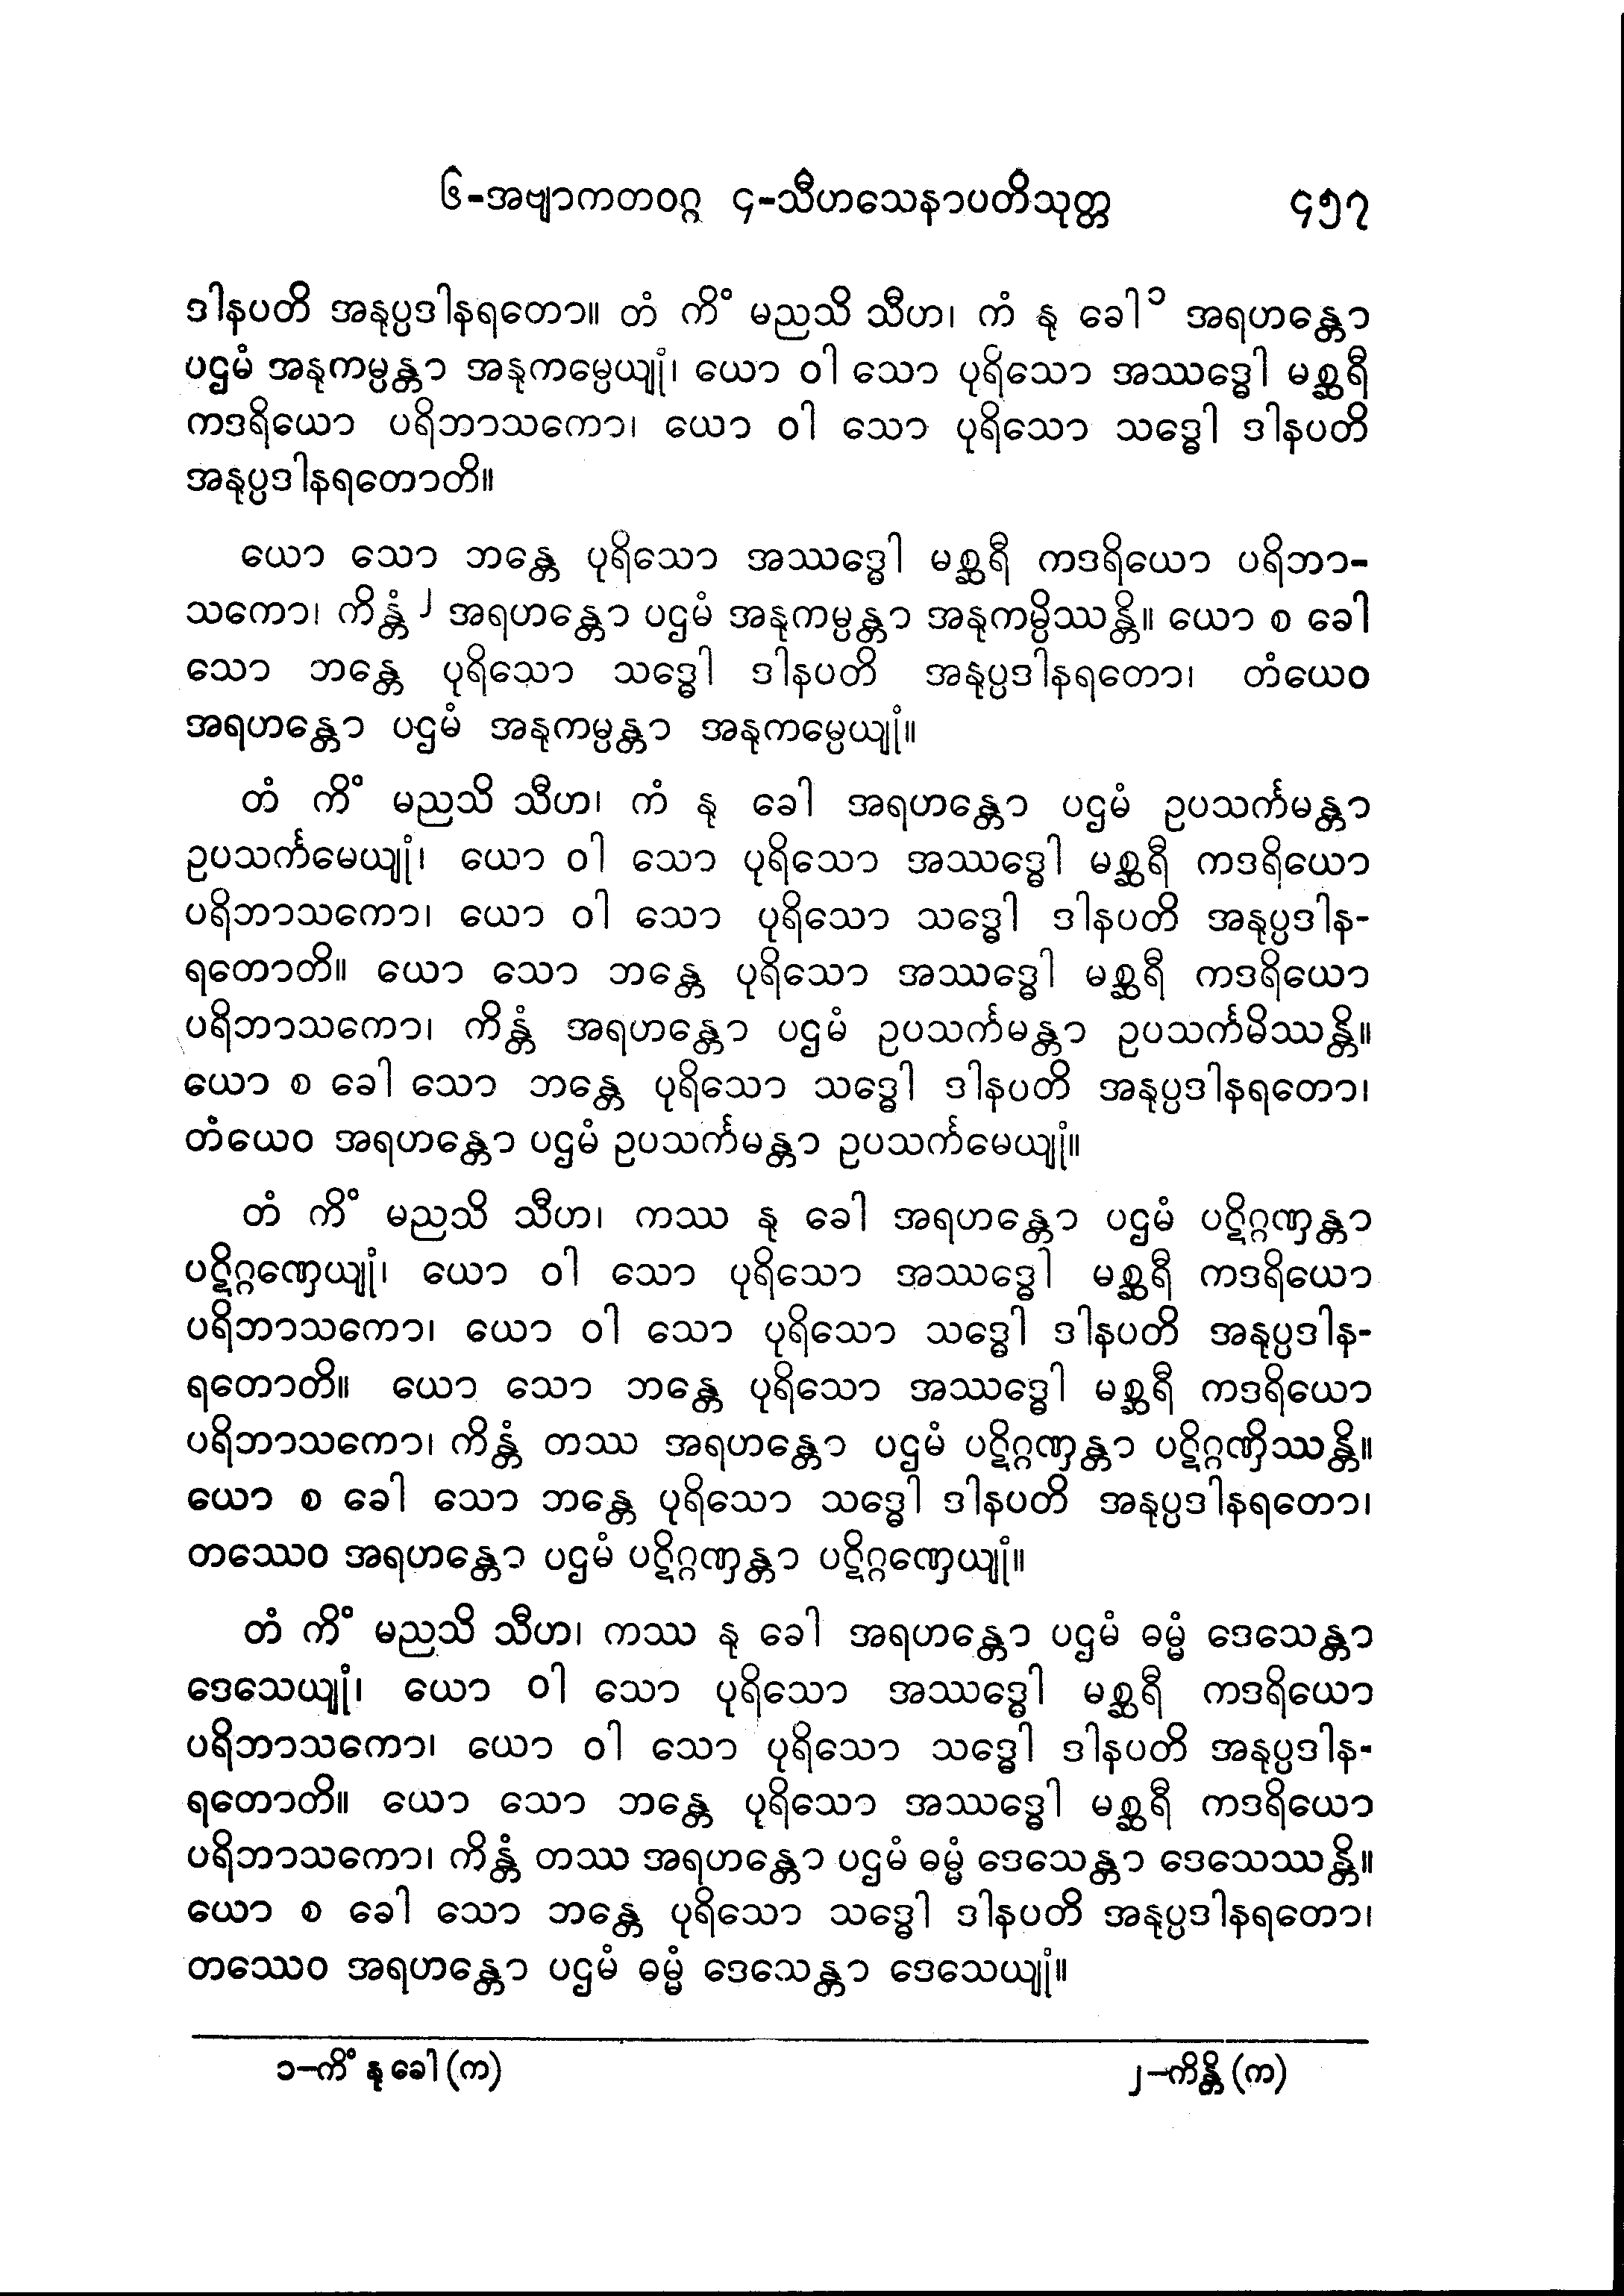 ၆-အဗျာကတဝဂ္ဂ ၄-သီဟသေနာပတိသုတ္တ ၄၅၇
ဒါနပတိ အနုပ္ပဒါနရတော။ တံ ကိံ မညသိ သီဟ၊ ကံ နု ခေါ ၁ အရဟန္တော
ပဌမံ အနုကမ္ပန္တာ အနုကမ္ပေယျုံ၊ ယော ဝါ သော ပုရိသော အဿဒ္ဓေါ မစ္ဆရီ
ကဒရိယော ပရိဘာသကော၊ ယော ဝါ သော ပုရိသော သဒ္ဓေါ ဒါနပတိ
အနုပ္ပဒါနရတောတိ။
ယော သော ဘန္တေ ပုရိသော အဿဒ္ဓေါ မစ္ဆရီ ကဒရိယော ပရိဘာ-
သကော၊ ကိန္တံ ၂ အရဟန္တော ပဌမံ အနုကမ္ပန္တာ အနုကမ္ပိဿန္တိ။ ယော စ ခေါ
သော ဘန္တေ ပုရိသော သဒ္ဓေါ ဒါနပတိ အနုပ္ပဒါနရတော၊ တံယေဝ
အရဟန္တော ပဌမံ အနုကမ္ပန္တာ အနုကမ္ပေယျုံ။
တံ ကိံ မညသိ သီဟ၊ ကံ နု ခေါ အရဟန္တော ပဌမံ ဥပသင်္ကမန္တာ
ဥပသင်္ကမေယျုံ၊ ယော ဝါ သော ပုရိသော အဿဒ္ဓေါ မစ္ဆရီ ကဒရိယော
ပရိဘာသကော၊ ယော ဝါ သော ပုရိသော သဒ္ဓေါ ဒါနပတိ အနုပ္ပဒါန-
ရတောတိ။ ယော သော ဘန္တေ ပုရိသော အဿဒ္ဓေါ မစ္ဆရီ ကဒရိယော
ပရိဘာသကော၊ ကိန္တံ အရဟန္တော ပဌမံ ဥပသင်္ကမန္တာ ဥပသင်္ကမိဿန္တိ။
ယော စ ခေါ သော ဘန္တေ ပုရိသော သဒ္ဓေါ ဒါနပတိ အနုပ္ပဒါနရတော၊
တံယေဝ အရဟန္တော ပဌမံ ဥပသင်္ကမန္တာ ဥပသင်္ကမေယျုံ။
တံ ကိံ မညသိ သီဟ၊ ကဿ နု ခေါ အရဟန္တော ပဌမံ ပဋိဂ္ဂဏှန္တာ
ပဋိဂ္ဂဏှေယျုံ၊ ယော ဝါ သော ပုရိသော အဿဒ္ဓေါ မစ္ဆရီ ကဒရိယော
ပရိဘာသကော၊ ယော ဝါ သော ပုရိသော သဒ္ဓေါ ဒါနပတိ အနုပ္ပဒါန-
ရတောတိ။ ယော သော ဘန္တေ ပုရိသော အဿဒ္ဓေါ မစ္ဆရီ ကဒရိယော
ပရိဘာသကော၊ ကိန္တံ တဿ အရဟန္တော ပဌမံ ပဋိဂ္ဂဏှန္တာ ပဋိဂ္ဂဏှိဿန္တိ။
ယော စ ခေါ သော ဘန္တေ ပုရိသော သဒ္ဓေါ ဒါနပတိ အနုပ္ပဒါနရတော၊
တဿေဝ အရဟန္တော ပဌမံ ပဋိဂ္ဂဏှန္တာ ပဋိဂ္ဂဏှေယျုံ။
တံ ကိံ မညသိ သီဟ၊ ကဿ နု ခေါ အရဟန္တော ပဌမံ ဓမ္မံ ဒေသေန္တာ
ဒေသေယျုံ၊ ယော ဝါ သော ပုရိသော အဿဒ္ဓေါ မစ္ဆရီ ကဒရိယော
ပရိဘာသကော၊ ယော ဝါ သော ပုရိသော သဒ္ဓေါ ဒါနပတိ အနုပ္ပဒါန-
ရတောတိ။ ယော သော ဘန္တေ ပုရိသော အဿဒ္ဓေါ မစ္ဆရီ ကဒရိယော
ပရိဘာသကော၊ ကိန္တံ တဿ အရဟန္တော ပဌမံ ဓမ္မံ ဒေသေန္တာ ဒေသေဿန္တိ။
ယော စ ခေါ သော ဘန္တေ ပုရိသော သဒ္ဓေါ ဒါနပတိ အနုပ္ပဒါနရတော၊
တဿေဝ အရဟန္တော ပဌမံ ဓမ္မံ ဒေသေန္တာ ဒေသေယျုံ။
၁-ကိံ နု ခေါ (က) ၂-ကိန္တိ (က)